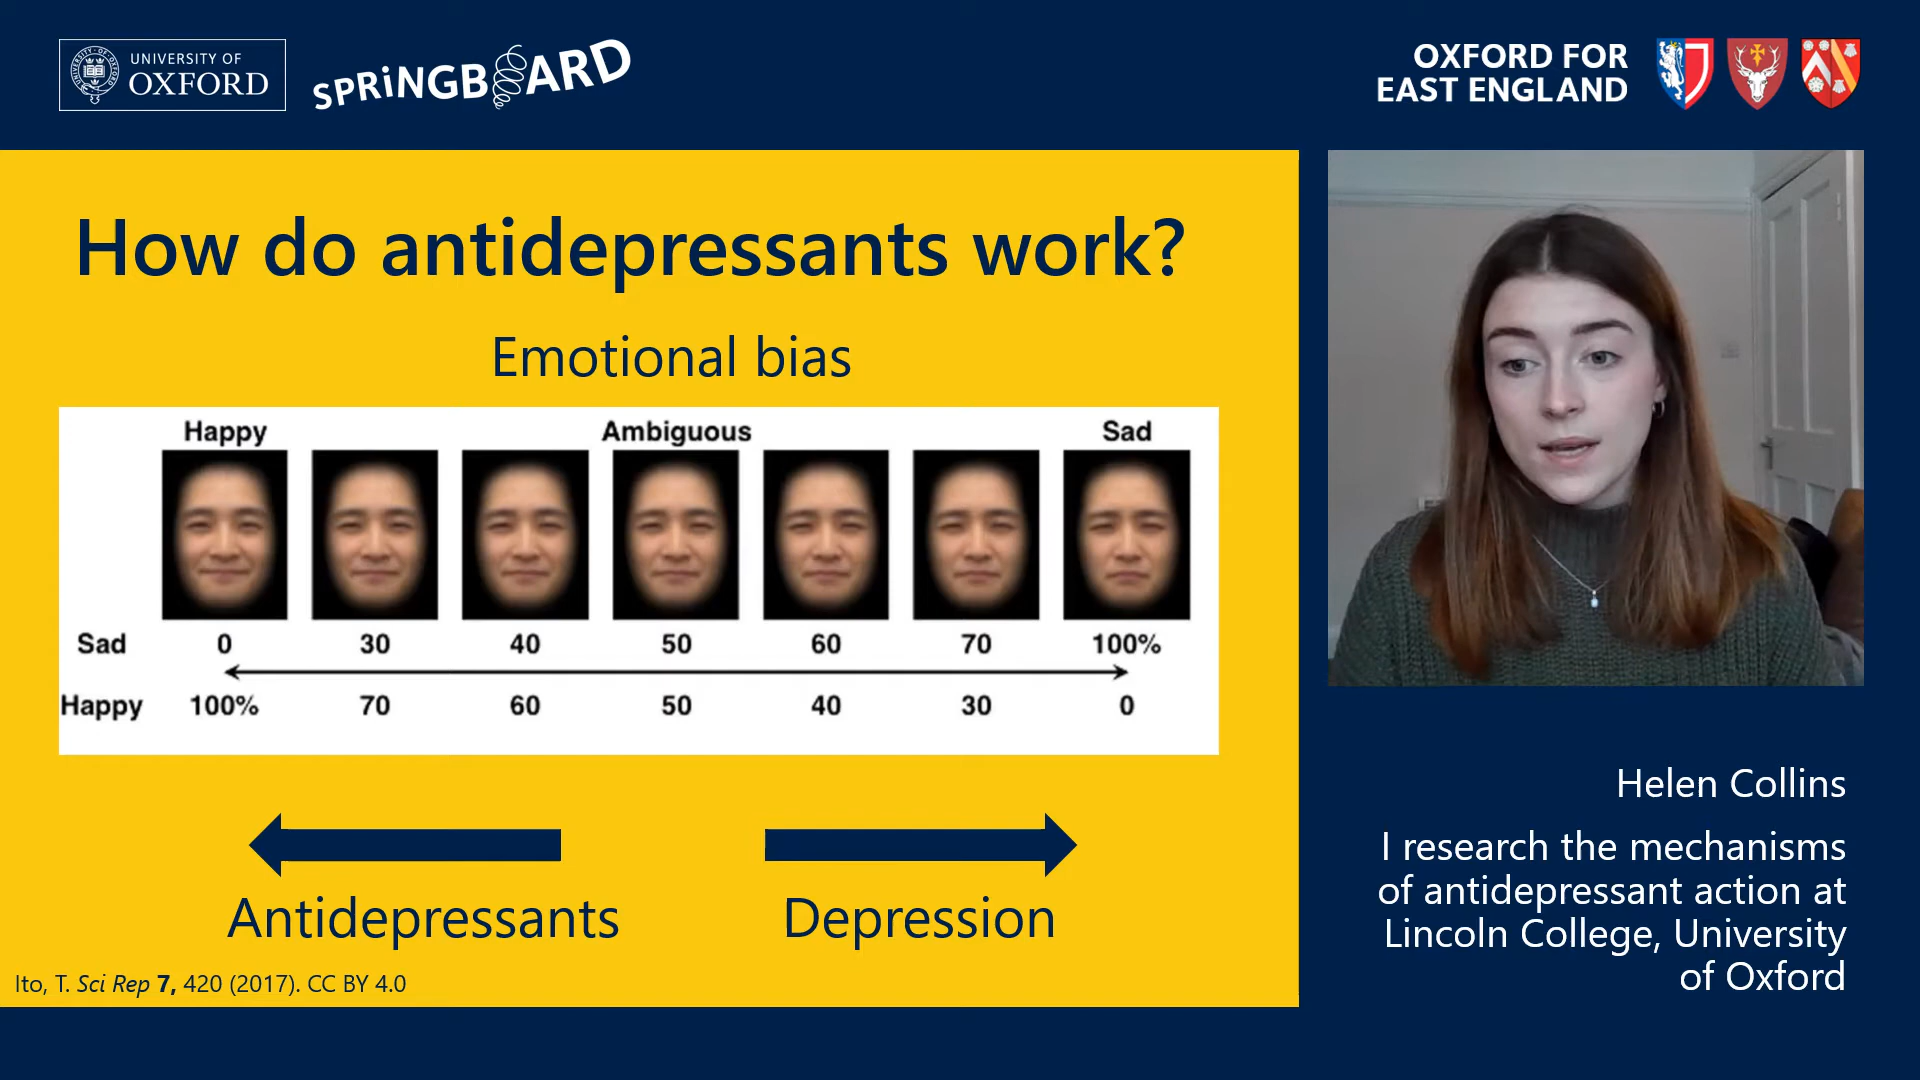 UNIVERSITY OF
OXFORD
SPRiNGBOARD
OXFORD FOR
EAST ENGLAND
How do antidepressants work?
Emotional bias
Happy Ambiguous Sad
Sad 0 30 40 50 60 70 100%
Happy 100% 70 60 50 40 30 0
Antidepressants Depression
Ito, T. Sci Rep 7, 420 (2017). CC BY 4.0
Helen Collins
I research the mechanisms
of antidepressant action at
Lincoln College, University
of Oxford